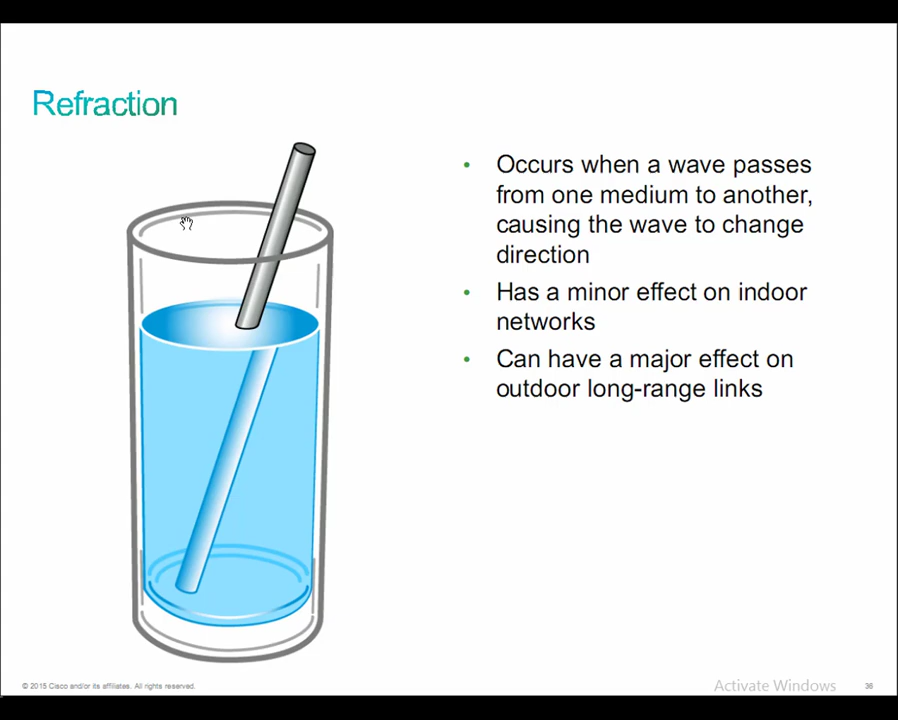 Refraction
• Occurs when a wave passes
from one medium to another,
causing the wave to change
direction
• Has a minor effect on indoor
networks
• Can have a major effect on
outdoor long-range links
© 2015 Cisco and/or its affiliates. All rights reserved.
Activate Windows
36